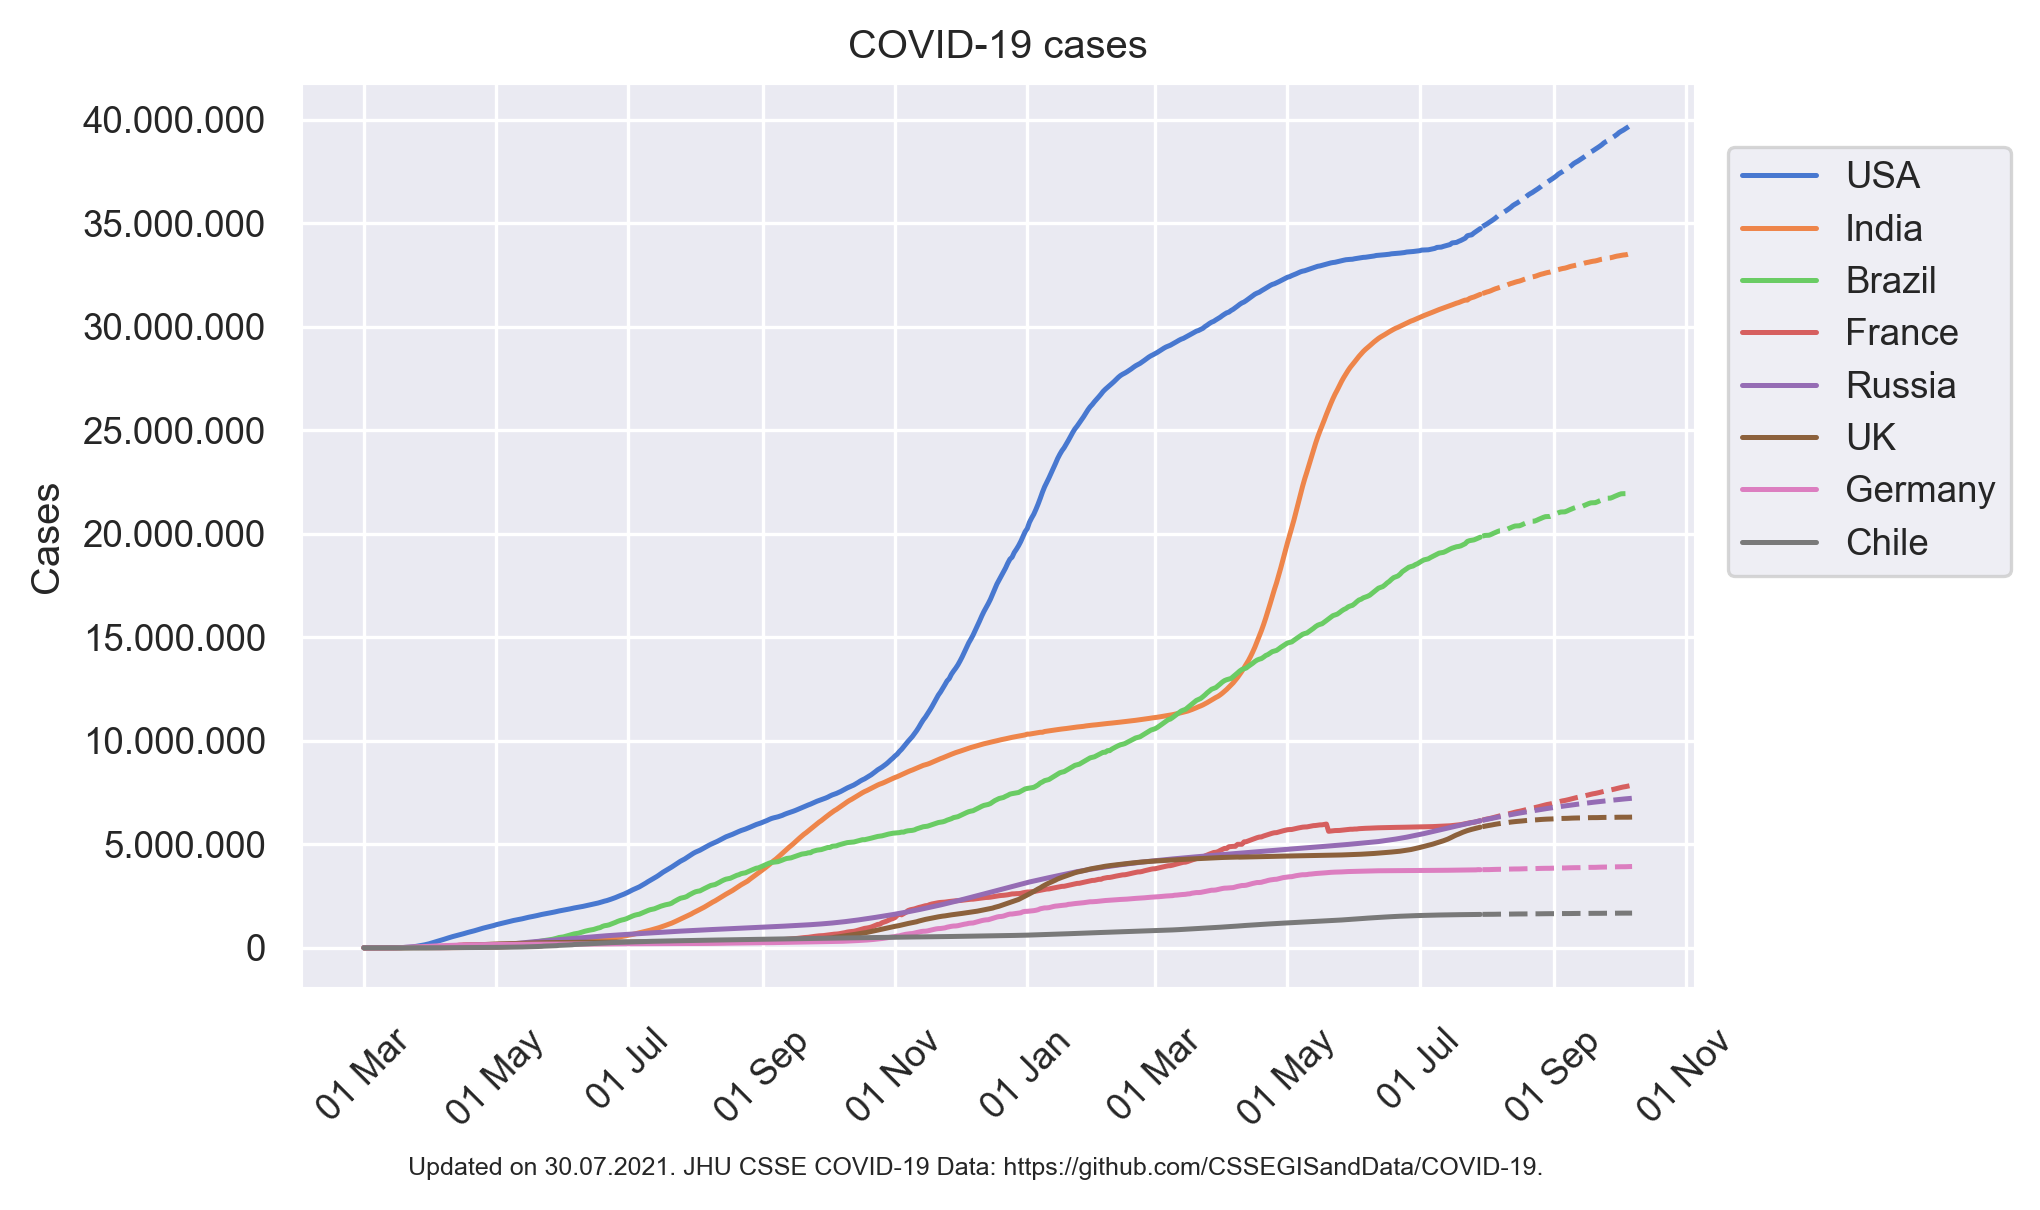 COVID-19 cases
40.000.000
35.000.000
30.000.000
25.000.000
20.000.000
15.000.000
10.000.000
5.000.000
0
Cases
01 Mar
01 May
01 Jul
01 Sep
01 Nov
01 Jan
01 Mar
01 May
01 Jul
01 Sep
01 Nov
USA
India
Brazil
France
Russia
UK
Germany
Chile
Updated on 30.07.2021. JHU CSSE COVID-19 Data: https://github.com/CSSEGISandData/COVID-19.